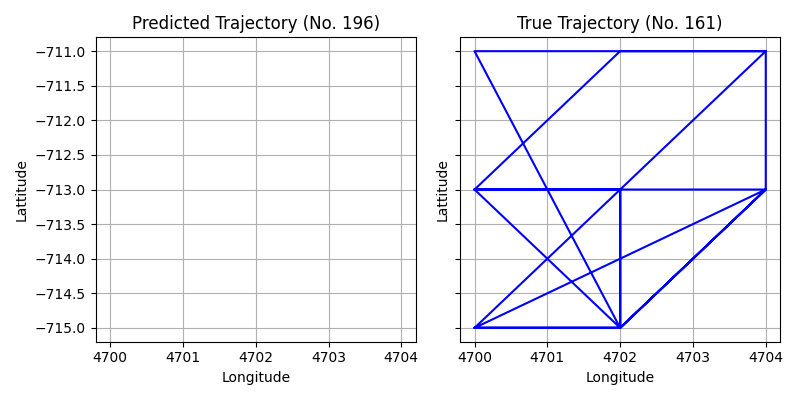 Predicted Trajectory (No. 196)
True Trajectory (No. 161)
−711.0
−711.5
−712.0
−712.5
−713.0
−713.5
−714.0
−714.5
−715.0
Lattitude
Lattitude
4700 4701 4702 4703 4704
4700 4701 4702 4703 4704
Longitude
Longitude